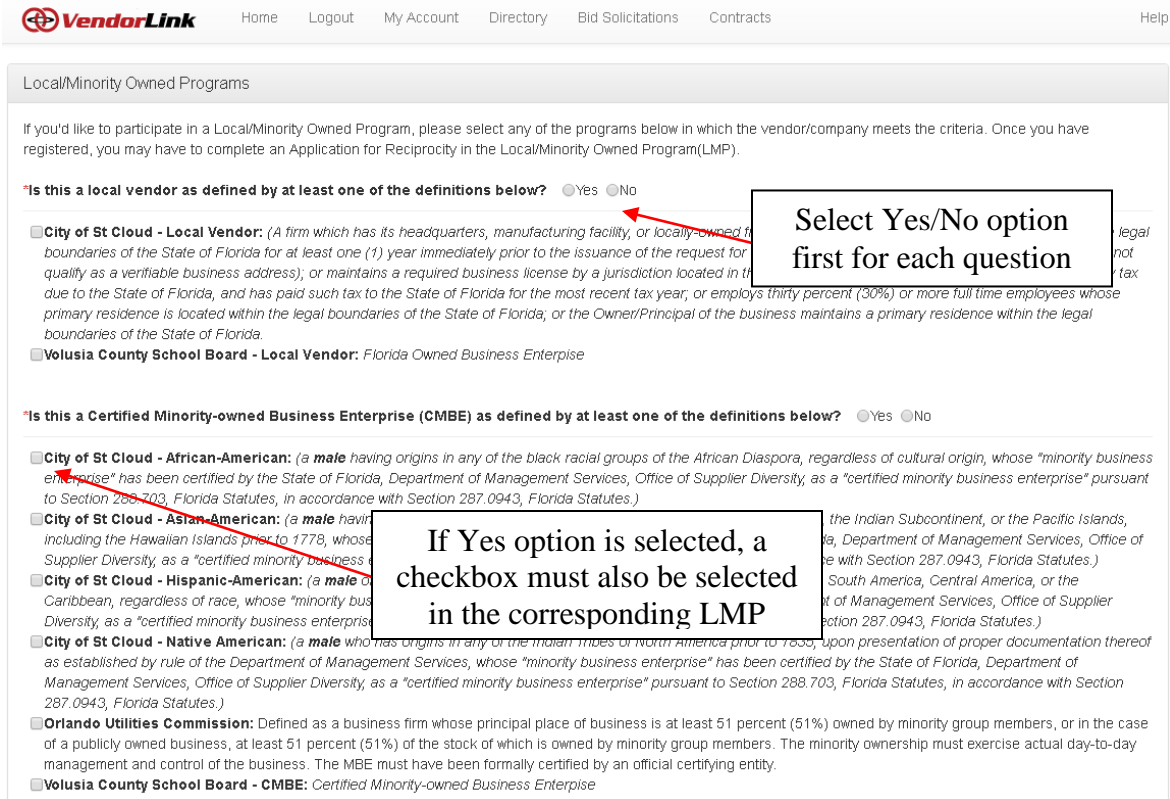 VendorLink Home Logout My Account Directory Bid Solicitations Contracts Help
Local/Minority Owned Programs
If you'd like to participate in a Local/Minority Owned Program, please select any of the programs below in which the vendor/company meets the criteria. Once you have
registered, you may have to complete an Application for Reciprocity in the Local/Minority Owned Program(LMP).
*Is this a local vendor as defined by at least one of the definitions below? Yes No
Select Yes/No option
first for each question
City of St Cloud - Local Vendor: (A firm which has its headquarters, manufacturing facility, or locally-owned legal
boundaries of the State of Florida for at least one (1) year immediately prior to the issuance of the request for not
qualify as a verifiable business address); or maintains a required business license by a jurisdiction located in tax
due to the State of Florida, and has paid such tax to the State of Florida for the most recent tax year; or employs thirty percent (30%) or more full time employees whose
primary residence is located within the legal boundaries of the State of Florida; or the Owner/Principal of the business maintains a primary residence within the legal
boundaries of the State of Florida.
Volusia County School Board - Local Vendor: Florida Owned Business Enterpise
*Is this a Certified Minority-owned Business Enterprise (CMBE) as defined by at least one of the definitions below? Yes No
City of St Cloud - African-American: (a male having origins in any of the black racial groups of the African Diaspora, regardless of cultural origin, whose "minority business
enterprise" has been certified by the State of Florida, Department of Management Services, Office of Supplier Diversity, as a "certified minority business enterprise" pursuant
to Section 288.703, Florida Statutes, in accordance with Section 287.0943, Florida Statutes.)
City of St Cloud - Asian-American: (a male the Indian Subcontinent, or the Pacific Islands,
including the Hawaiian Islands prior to 1778, whose Department of Management Services, Office of
Supplier Diversity, as a "certified minority business with Section 287.0943, Florida Statutes.)
City of St Cloud - Hispanic-American: (a male South America, Central America, or the
Caribbean, regardless of race, whose "minority of Management Services, Office of Supplier
Diversity, as a "certified minority business enterprise 287.0943, Florida Statutes.)
If Yes option is selected, a
checkbox must also be selected
in the corresponding LMP
City of St Cloud - Native American: (a male who has origins in any of the Indian Tribes of North America prior to 1835, upon presentation of proper documentation thereof
as established by rule of the Department of Management Services, whose "minority business enterprise" has been certified by the State of Florida, Department of
Management Services, Office of Supplier Diversity, as a "certified minority business enterprise" pursuant to Section 288.703, Florida Statutes, in accordance with Section
287.0943, Florida Statutes.)
Orlando Utilities Commission: Defined as a business firm whose principal place of business is at least 51 percent (51%) owned by minority group members, or in the case
of a publicly owned business, at least 51 percent (51%) of the stock of which is owned by minority group members. The minority ownership must exercise actual day-to-day
management and control of the business. The MBE must have been formally certified by an official certifying entity.
Volusia County School Board - CMBE: Certified Minority-owned Business Enterprise